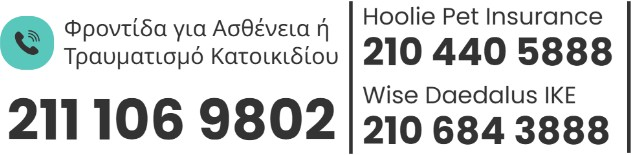 Φροντίδα για Ασθένεια ή
Τραυματισμό Κατοικιδίου
211 106 9802
Hoolie Pet Insurance
210 440 5888
Wise Daedalus IKE
210 684 3888